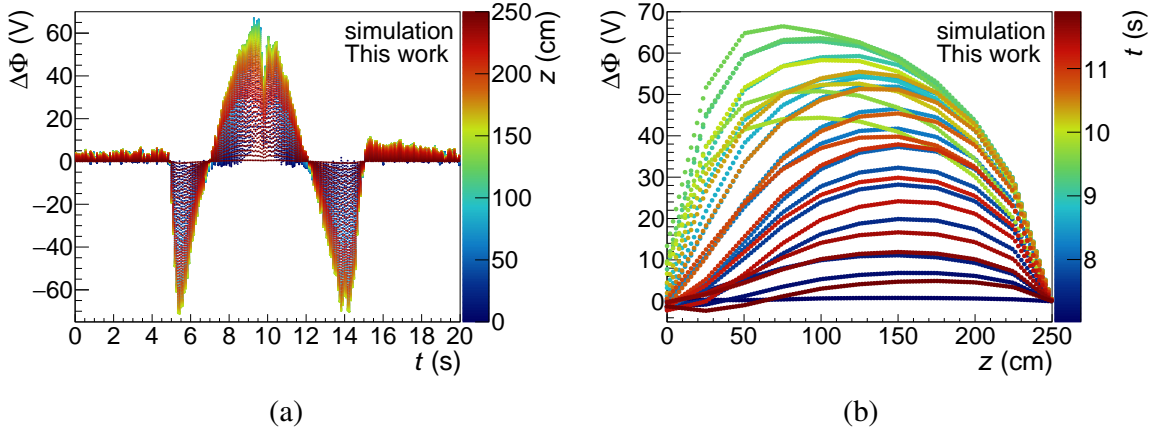 simulation
This work
ΔΦ (V)
60
40
20
0
−20
−40
−60
0 2 4 6 8 10 12 14 16 18 20
t (s)
250
200
150
100
50
0
z (cm)
(a)
simulation
This work
ΔΦ (V)
70
60
50
40
30
20
10
0
0 50 100 150 200 250
z (cm)
11
10
9
8
t (s)
(b)